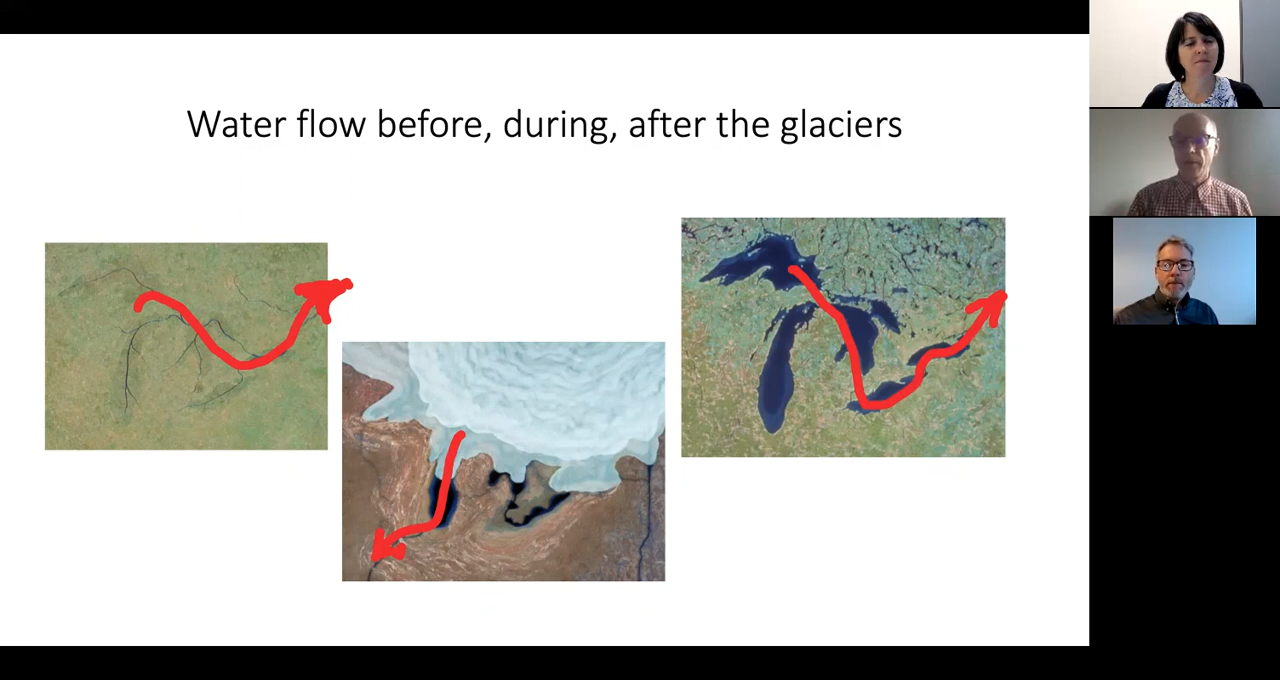 Water flow before, during, after the glaciers